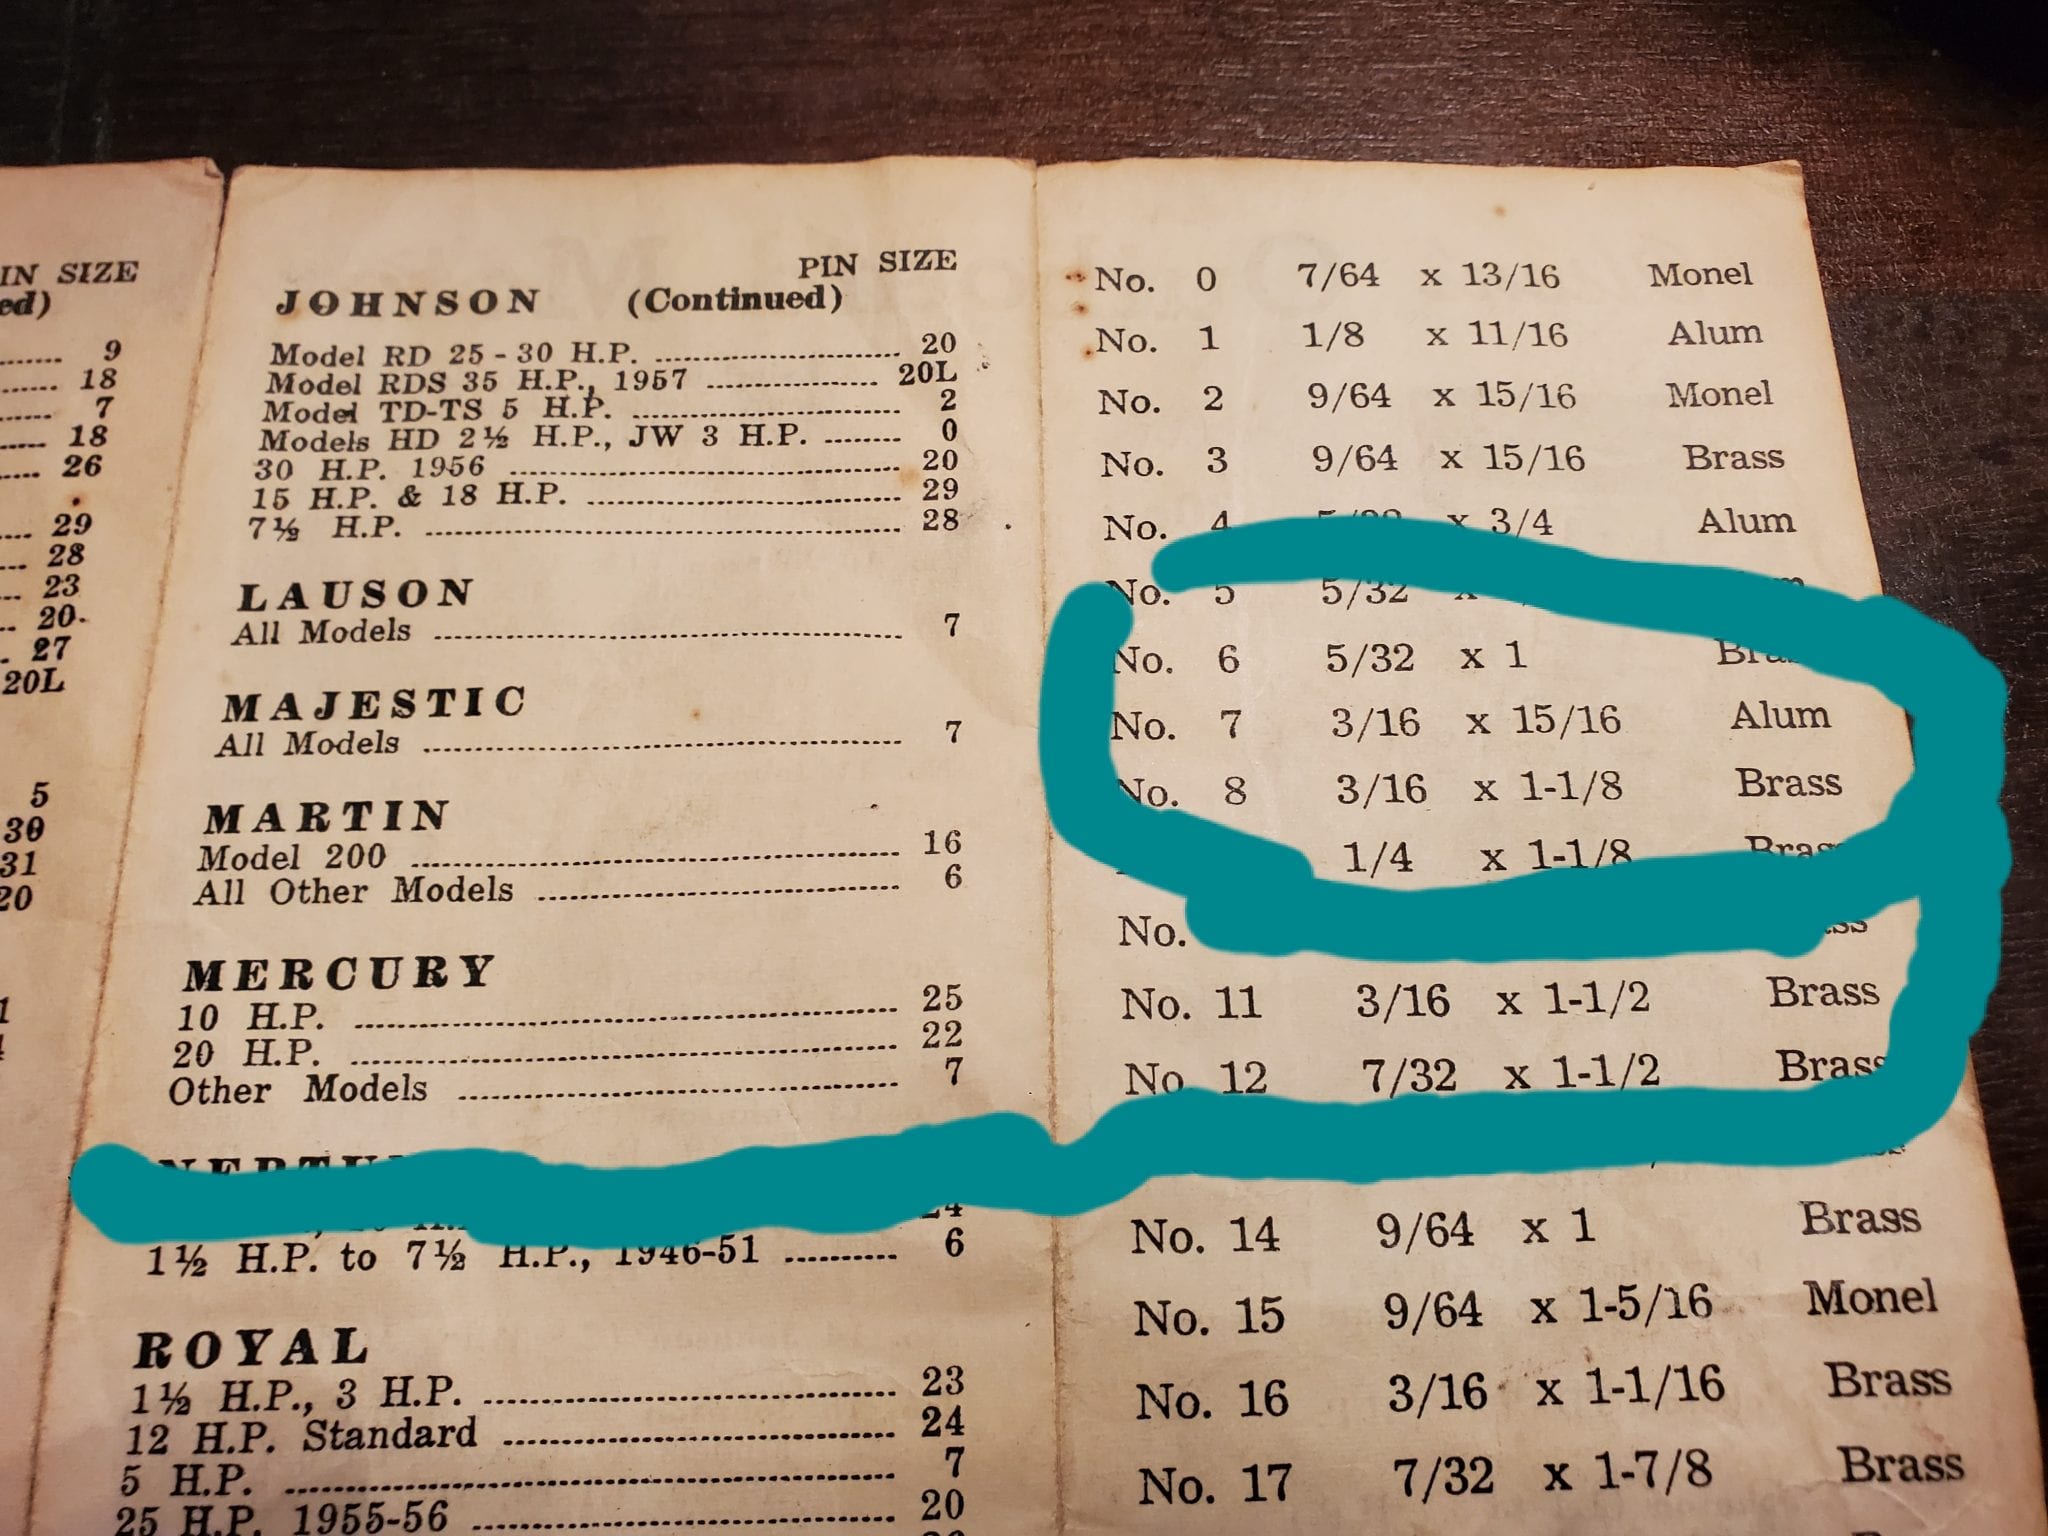 IN SIZE
ed)
9
18
7
18
26
29
28
23
20
27
20L
5
30
31
20
PIN SIZE
JOHNSON (Continued)
Model RD 25-30 H.P. 20
Model RDS 35 H.P., 1957 20L
Model TD-TS 5 H.P. 2
Models HD 2½ H.P., JW 3 H.P. 0
30 H.P. 1956 20
15 H.P. & 18 H.P. 29
7½ H.P. 28
LAUSON
All Models 7
MAJESTIC
All Models 7
MARTIN
Model 200 16
All Other Models 6
MERCURY
10 H.P. 25
20 H.P. 22
Other Models 7
24
1½ H.P. to 7½ H.P., 1946-51 6
ROYAL
1½ H.P., 3 H.P. 23
12 H.P. Standard 24
5 H.P. 7
25 H.P. 1955-56 20
No. 0 7/64 x 13/16 Monel
No. 1 1/8 x 11/16 Alum
No. 2 9/64 x 15/16 Monel
No. 3 9/64 x 15/16 Brass
No. 4 5/32 x 3/4 Alum
No. 5 5/32 x
No. 6 5/32 x 1 Brass
No. 7 3/16 x 15/16 Alum
No. 8 3/16 x 1-1/8 Brass
1/4 x 1-1/8 Brass
No.
No. 11 3/16 x 1-1/2 Brass
No. 12 7/32 x 1-1/2 Brass
No. 14 9/64 x 1 Brass
No. 15 9/64 x 1-5/16 Monel
No. 16 3/16 x 1-1/16 Brass
No. 17 7/32 x 1-7/8 Brass